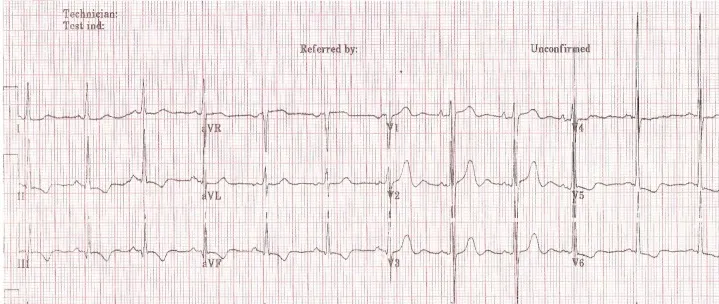 Technician:
Test ind:
Referred by: Unconfirmed
I aVR V1 V4
II aVL V2 V5
III aVF V3 V6